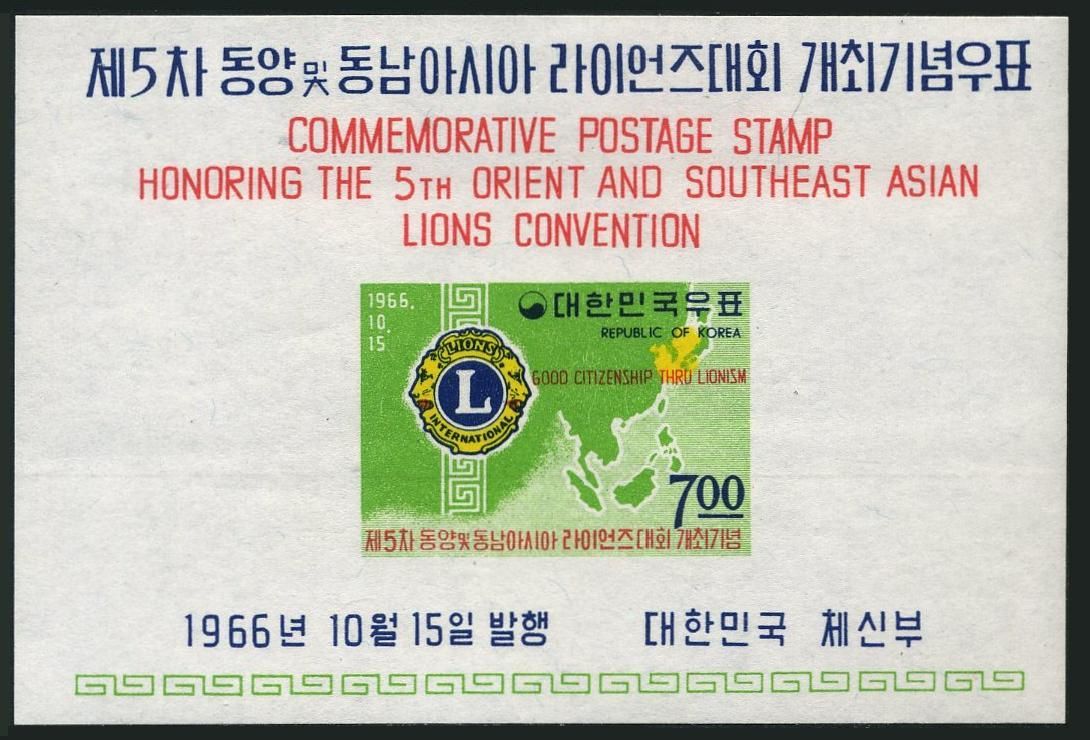 제5차 동양및동남아시아 라이언즈대회 개최기념우표
COMMEMORATIVE POSTAGE STAMP
HONORING THE 5TH ORIENT AND SOUTHEAST ASIAN
LIONS CONVENTION
1966.
10.
15
대한민국우표
REPUBLIC OF KOREA
GOOD CITIZENSHIP THRU LIONISM
LIONS
L
INTERNATIONAL
700
제5차 동양및동남아시아 라이언즈대회 개최기념
1966년 10월 15일 발행 대한민국 체신부